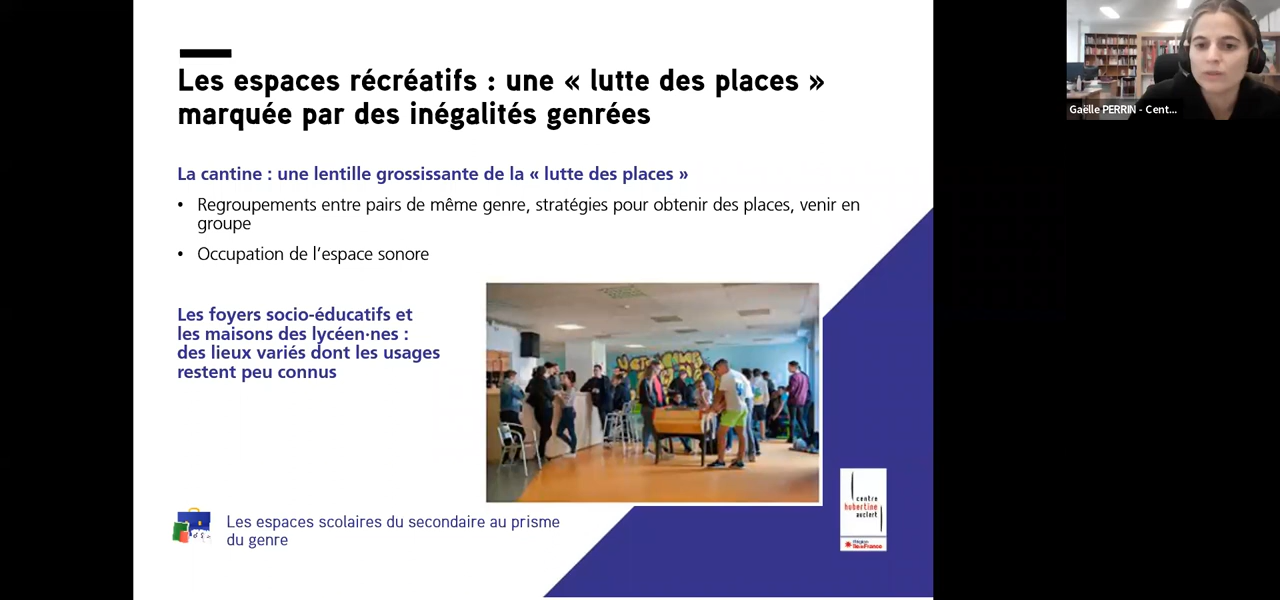 Les espaces récréatifs : une « lutte des places »
marquée par des inégalités genrées
Gaëlle PERRIN - Cent...
La cantine : une lentille grossissante de la « lutte des places »
• Regroupements entre pairs de même genre, stratégies pour obtenir des places, venir en
groupe
• Occupation de l'espace sonore
Les foyers socio-éducatifs et
les maisons des lycéen·nes :
des lieux variés dont les usages
restent peu connus
Les espaces scolaires du secondaire au prisme
du genre
centre
hubertine
auclert
îledeFrance